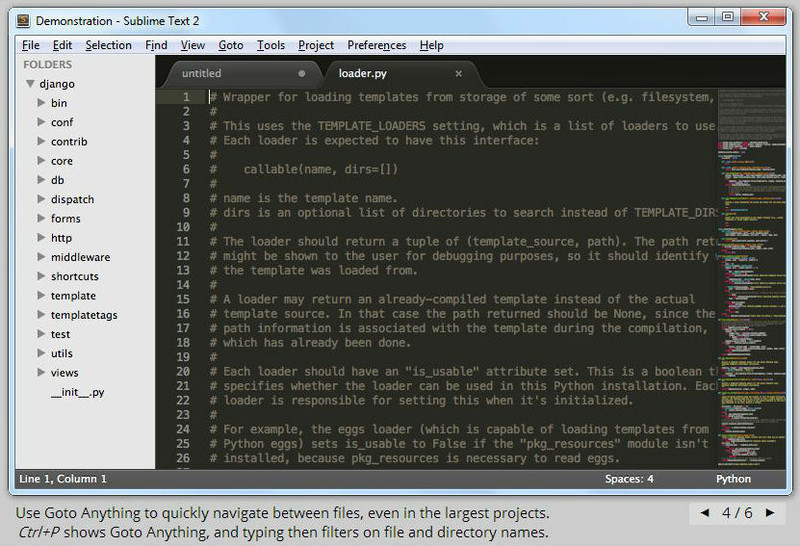 Demonstration - Sublime Text 2
File Edit Selection Find View Goto Tools Project Preferences Help
FOLDERS
django
bin
conf
contrib
core
db
dispatch
forms
http
middleware
shortcuts
template
templatetags
test
utils
views
__init__.py
untitled
loader.py
1 # Wrapper for loading templates from storage of some sort (e.g. filesystem,
2 #
3 # This uses the TEMPLATE_LOADERS setting, which is a list of loaders to use
4 # Each loader is expected to have this interface:
5 #
6 #    callable(name, dirs=[])
7 #
8 # name is the template name.
9 # dirs is an optional list of directories to search instead of TEMPLATE_DIR
10 #
11 # The loader should return a tuple of (template_source, path). The path ret
12 # might be shown to the user for debugging purposes, so it should identify
13 # the template was loaded from.
14 #
15 # A loader may return an already-compiled template instead of the actual
16 # template source. In that case the path returned should be None, since the
17 # path information is associated with the template during the compilation,
18 # which has already been done.
19 #
20 # Each loader should have an "is_usable" attribute set. This is a boolean t
21 # specifies whether the loader can be used in this Python installation. Eac
22 # loader is responsible for setting this when it's initialized.
23 #
24 # For example, the eggs loader (which is capable of loading templates from
25 # Python eggs) sets is_usable to False if the "pkg_resources" module isn't
26 # installed, because pkg_resources is necessary to read eggs.
Line 1, Column 1 Spaces: 4 Python
Use Goto Anything to quickly navigate between files, even in the largest projects.
Ctrl+P shows Goto Anything, and typing then filters on file and directory names.
4 / 6